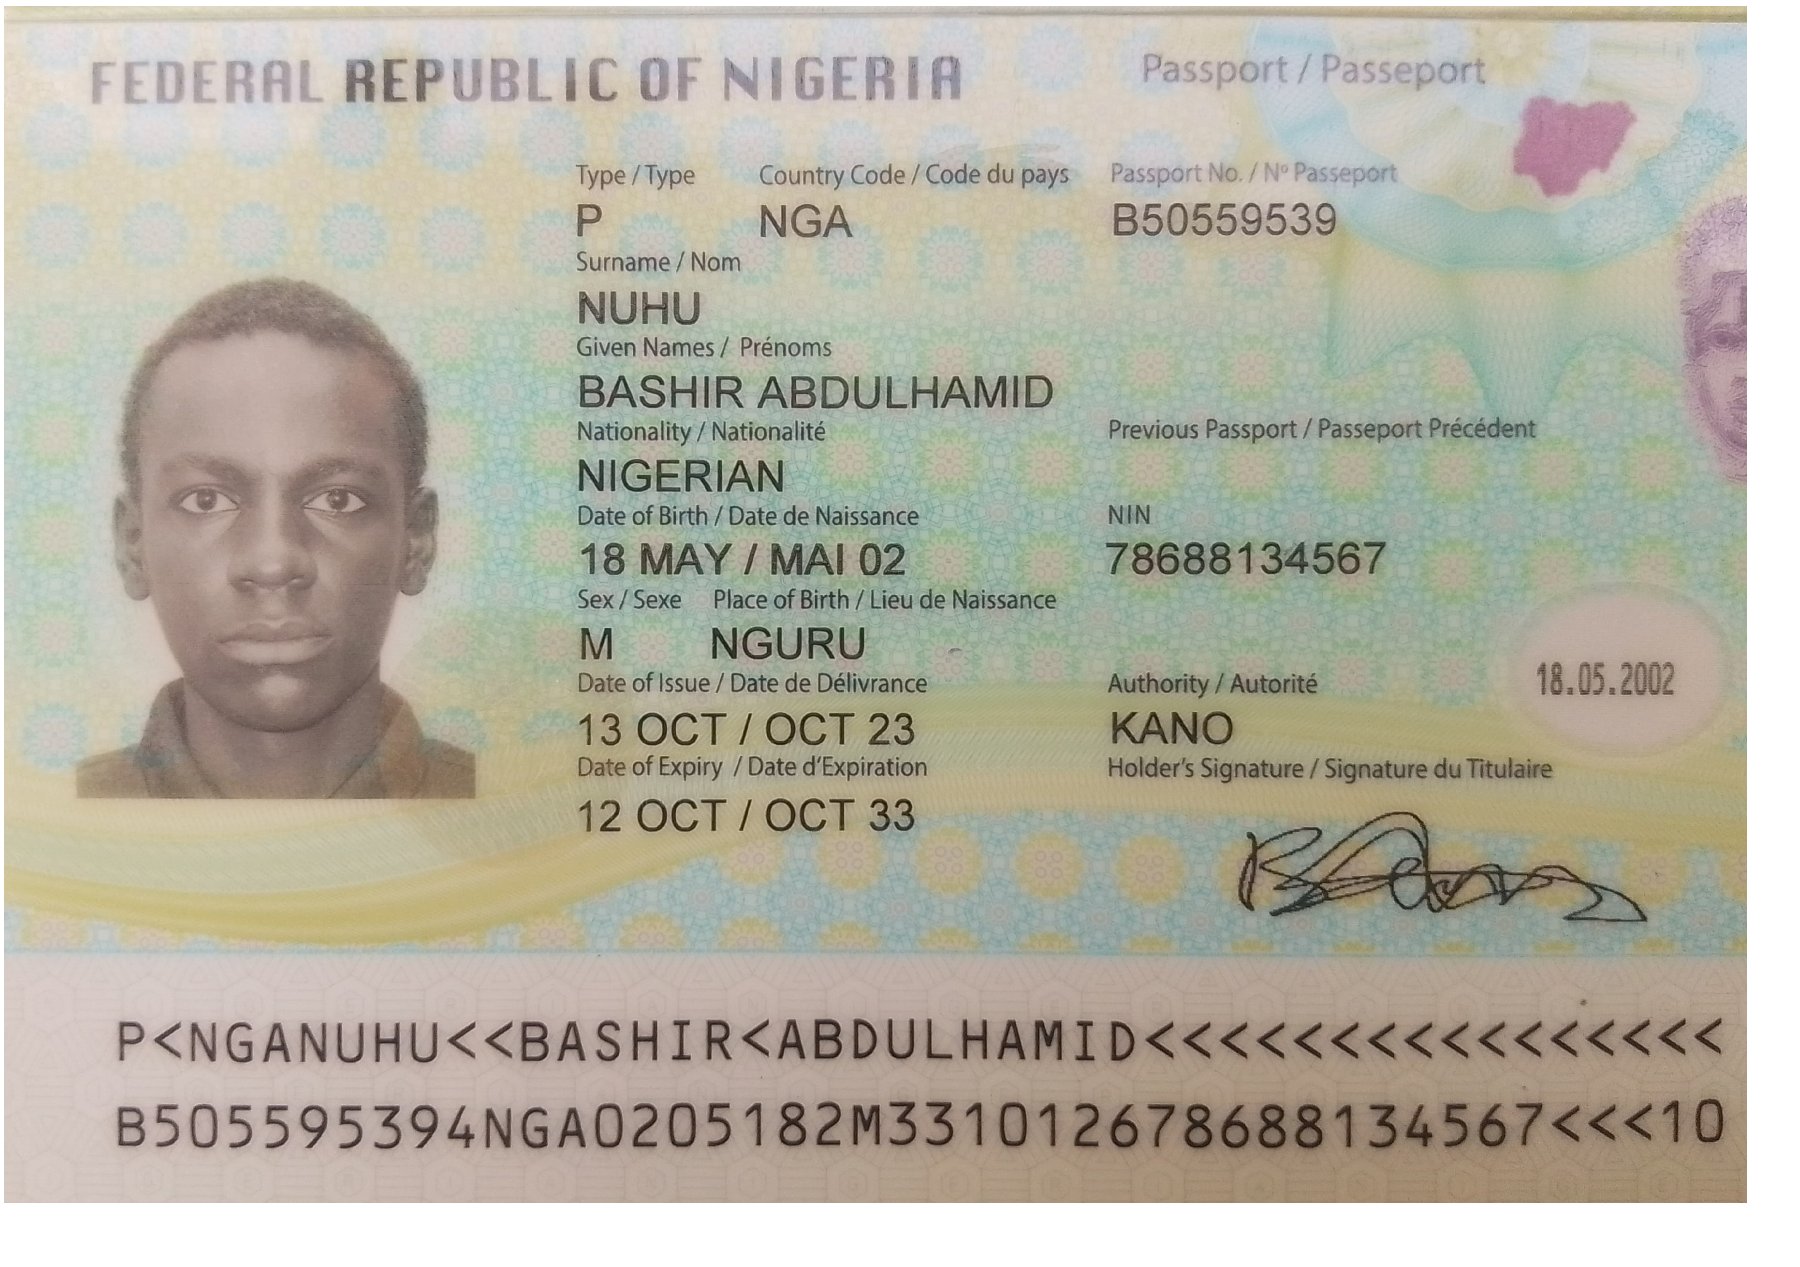 FEDERAL REPUBLIC OF NIGERIA
Passport / Passeport
Type / Type Country Code / Code du pays Passport No. / Nº Passeport
P NGA B50559539
Surname / Nom
NUHU
Given Names / Prénoms
BASHIR ABDULHAMID
Nationality / Nationalité Previous Passport / Passeport Précédent
NIGERIAN
Date of Birth / Date de Naissance NIN
18 MAY / MAI 02 78688134567
Sex / Sexe Place of Birth / Lieu de Naissance
M NGURU
Date of Issue / Date de Délivrance Authority / Autorité
18.05.2002
13 OCT / OCT 23 KANO
Date of Expiry / Date d'Expiration Holder's Signature / Signature du Titulaire
12 OCT / OCT 33
P<NGANUHU<<BASHIR<ABDULHAMID<<<<<<<<<<<<<<<<
B505595394NGA0205182M331012678688134567<<<10